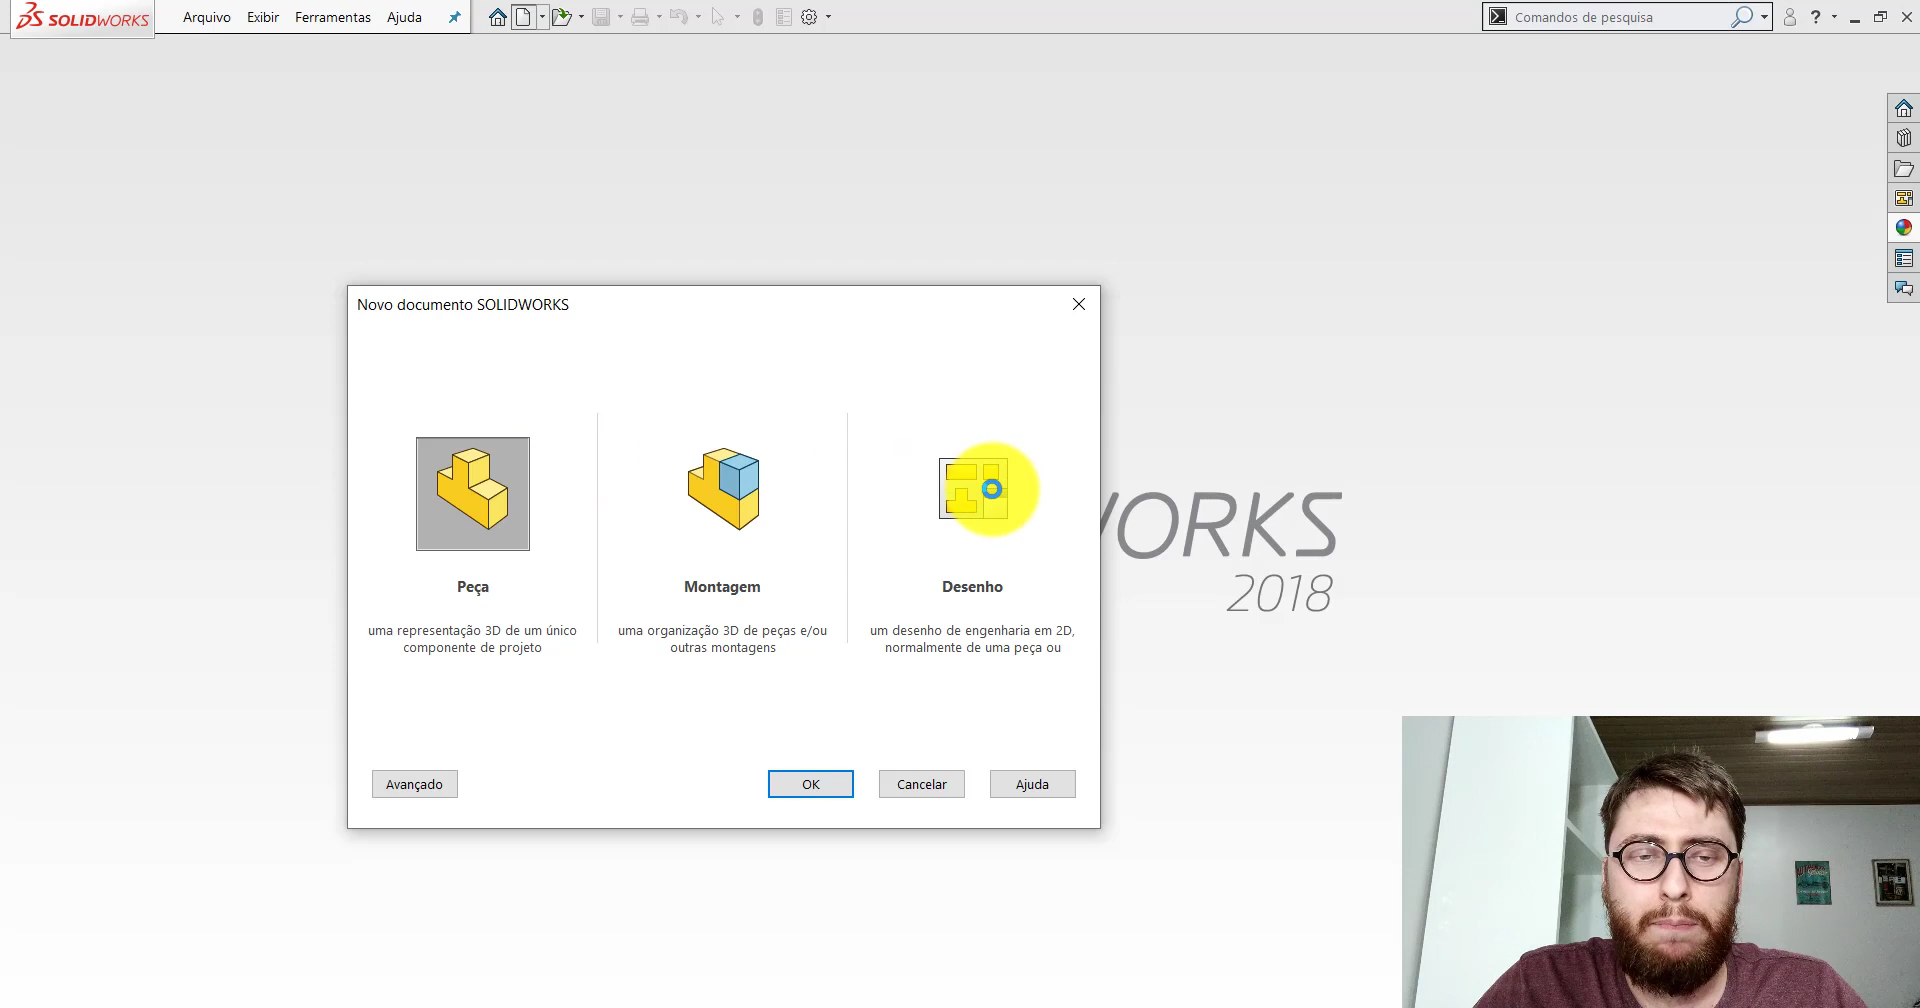 SOLIDWORKS
Arquivo Exibir Ferramentas Ajuda
Comandos de pesquisa
?
Novo documento SOLIDWORKS
Peça
uma representação 3D de um único
componente de projeto
Montagem
uma organização 3D de peças e/ou
outras montagens
Desenho
um desenho de engenharia em 2D,
normalmente de uma peça ou
ORKS
2018
Avançado
OK
Cancelar
Ajuda